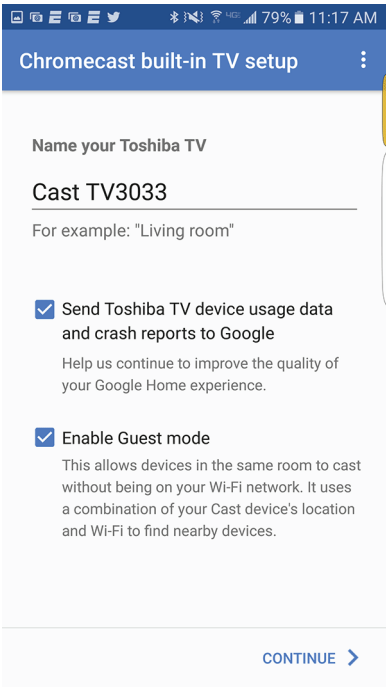 4GE 79% 11:17 AM
Chromecast built-in TV setup
Name your Toshiba TV
Cast TV3033
For example: "Living room"
Send Toshiba TV device usage data
and crash reports to Google
Help us continue to improve the quality of
your Google Home experience.
Enable Guest mode
This allows devices in the same room to cast
without being on your Wi-Fi network. It uses
a combination of your Cast device's location
and Wi-Fi to find nearby devices.
CONTINUE